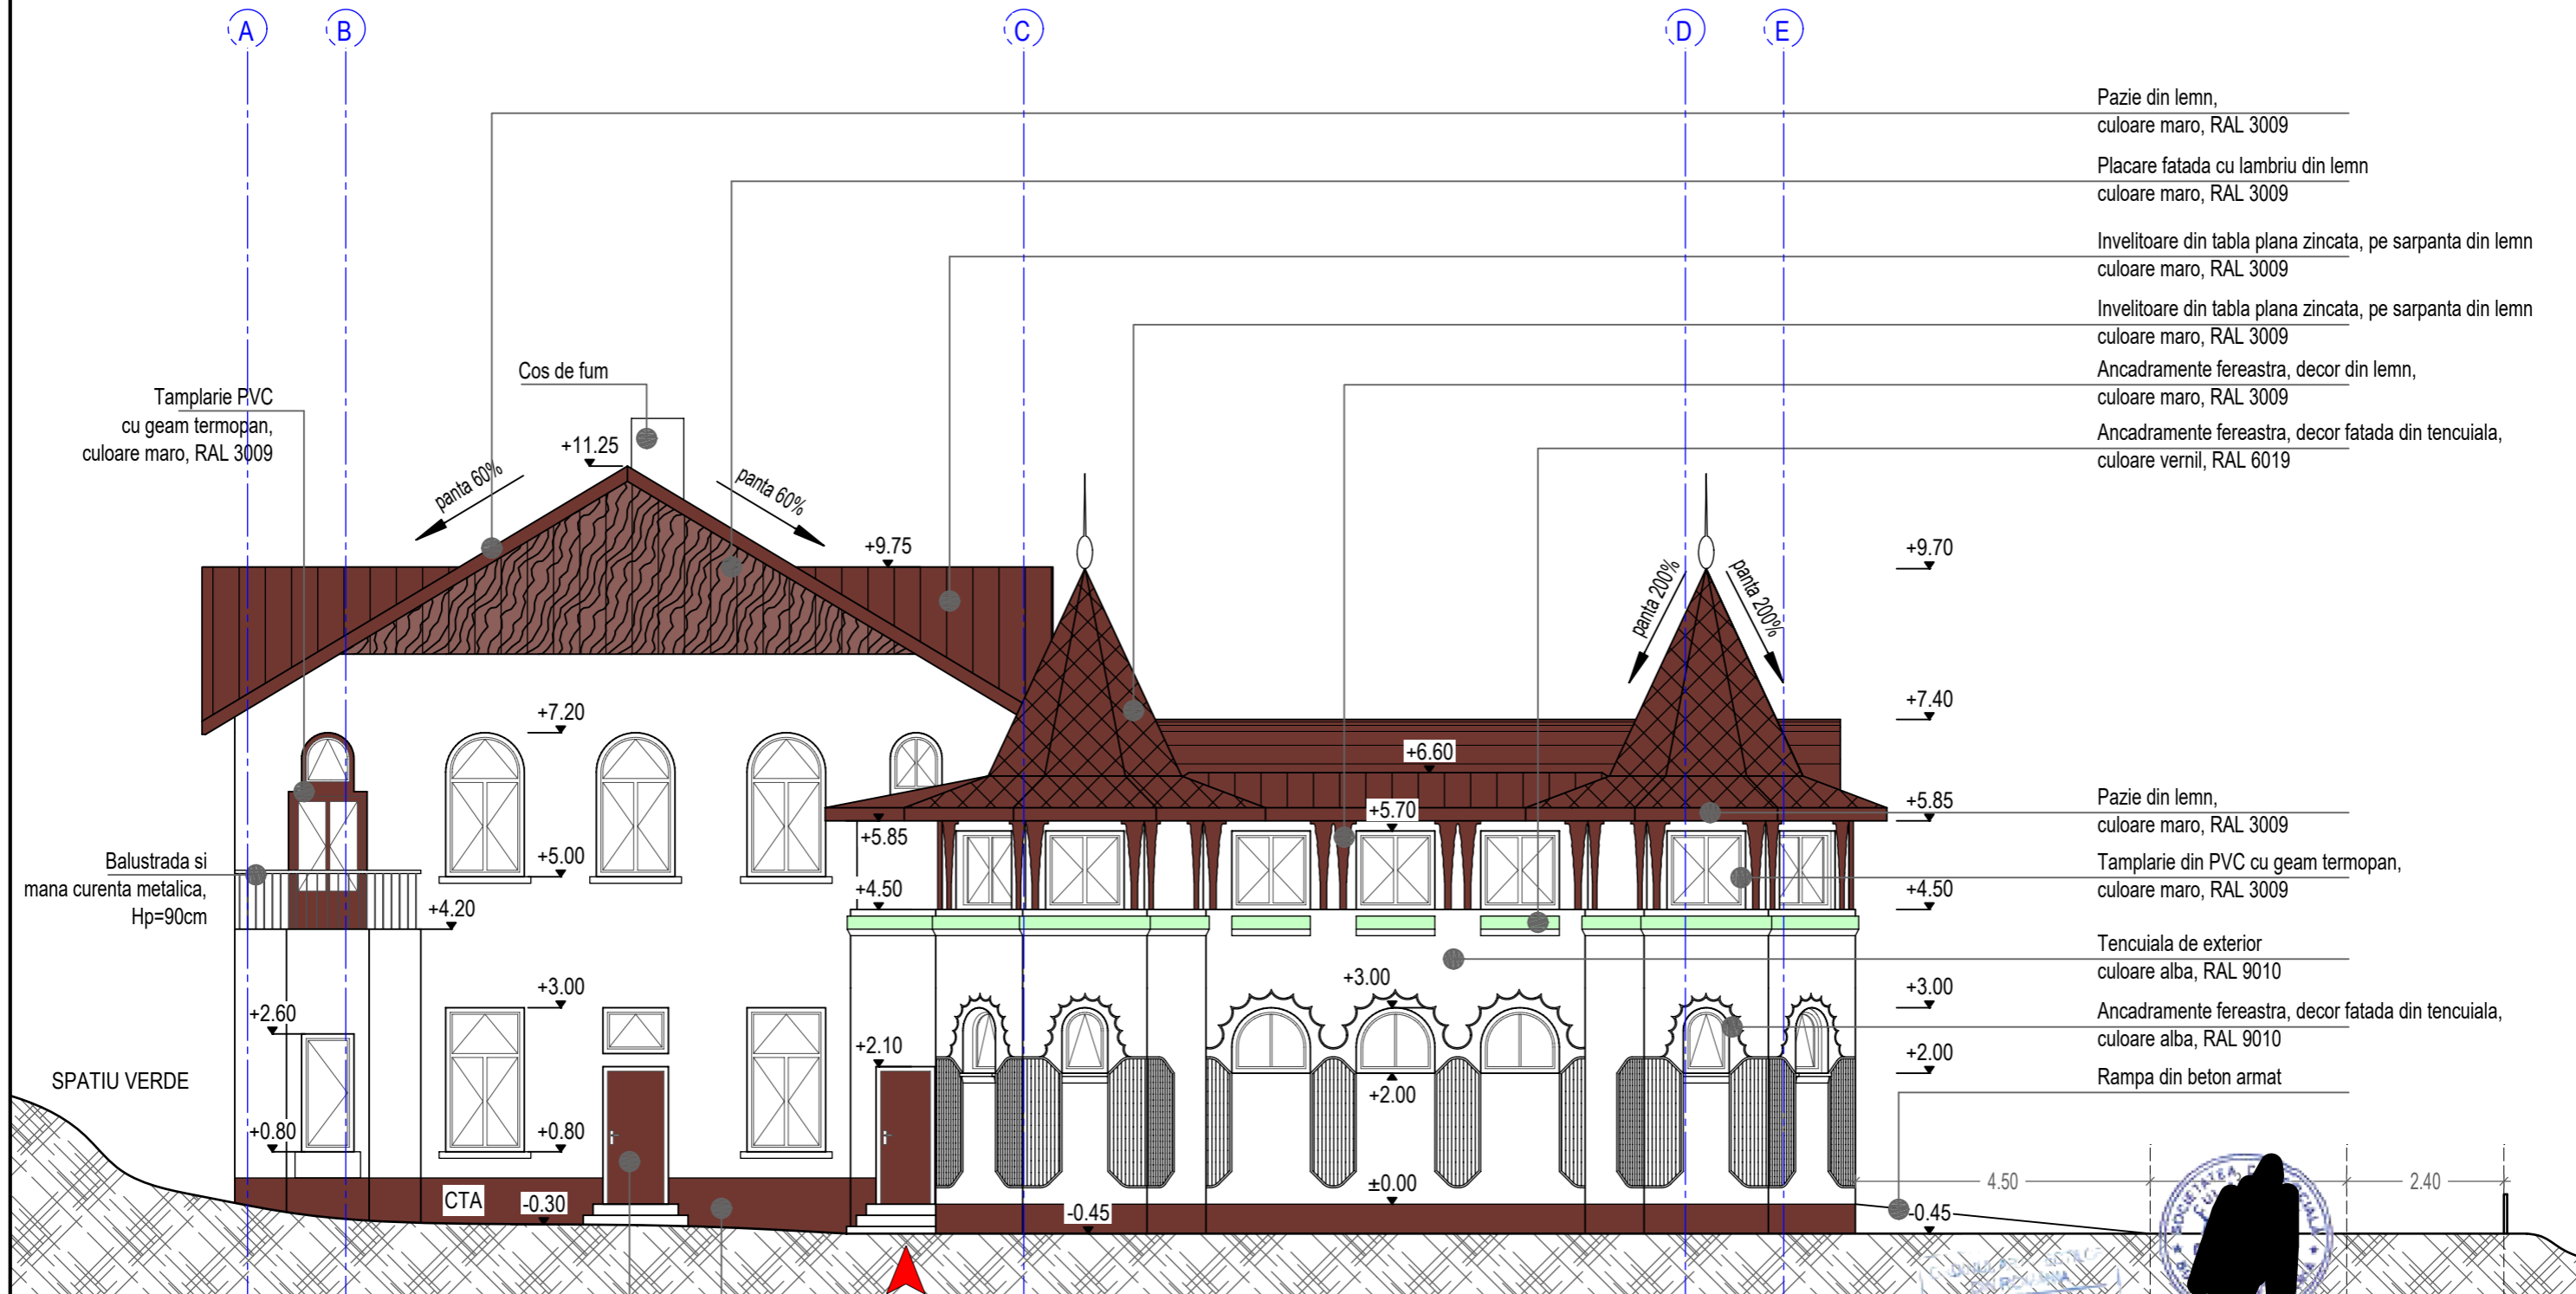 A
B
C
D
E
Pazie din lemn,
culoare maro, RAL 3009
Placare fatada cu lambriu din lemn
culoare maro, RAL 3009
Invelitoare din tabla plana zincata, pe sarpanta din lemn
culoare maro, RAL 3009
Invelitoare din tabla plana zincata, pe sarpanta din lemn
culoare maro, RAL 3009
Ancadramente fereastra, decor din lemn,
culoare maro, RAL 3009
Ancadramente fereastra, decor fatada din tencuiala,
culoare vernil, RAL 6019
Cos de fum
Tamplarie PVC
cu geam termopan,
culoare maro, RAL 3009
+11.25
panta 60%
panta 60%
+9.75
+9.70
panta 200%
panta 200%
+7.20
+7.40
+6.60
+5.85
+5.70
+5.85
Pazie din lemn,
culoare maro, RAL 3009
Balustrada si
mana curenta metalica,
Hp=90cm
+5.00
+4.50
+4.20
+4.50
Tamplarie din PVC cu geam termopan,
culoare maro, RAL 3009
Tencuiala de exterior
culoare alba, RAL 9010
+3.00
+3.00
+3.00
Ancadramente fereastra, decor fatada din tencuiala,
culoare alba, RAL 9010
+2.60
+2.10
+2.00
+2.00
Rampa din beton armat
SPATIU VERDE
+0.80
+0.80
±0.00
4.50
2.40
CTA
-0.30
-0.45
-0.45